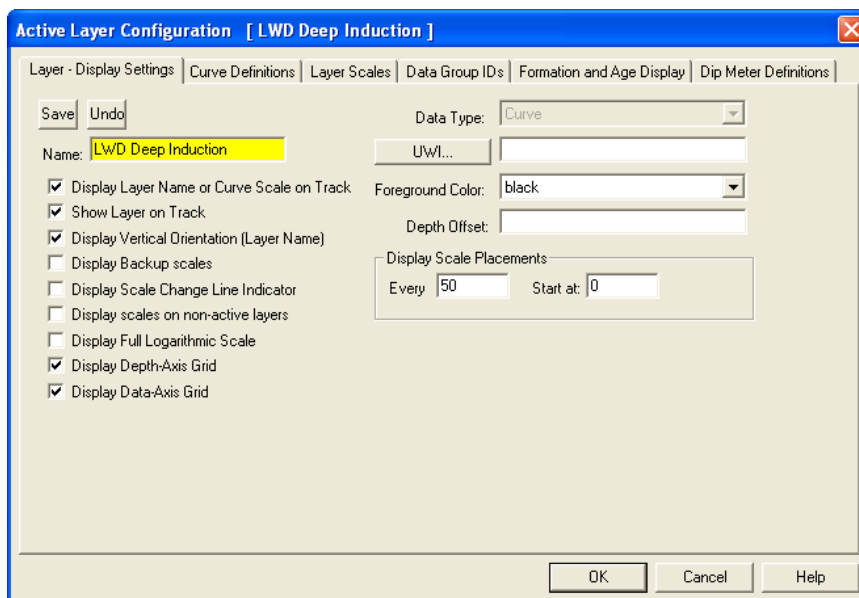 Active Layer Configuration [ LWD Deep Induction ]
Layer - Display Settings Curve Definitions Layer Scales Data Group IDs Formation and Age Display Dip Meter Definitions
Save Undo
Data Type: Curve
Name: LWD Deep Induction
UWI...
Display Layer Name or Curve Scale on Track
Foreground Color: black
Show Layer on Track
Depth Offset:
Display Vertical Orientation (Layer Name)
Display Backup scales
Display Scale Placements
Display Scale Change Line Indicator
Every 50 Start at: 0
Display scales on non-active layers
Display Full Logarithmic Scale
Display Depth-Axis Grid
Display Data-Axis Grid
OK Cancel Help